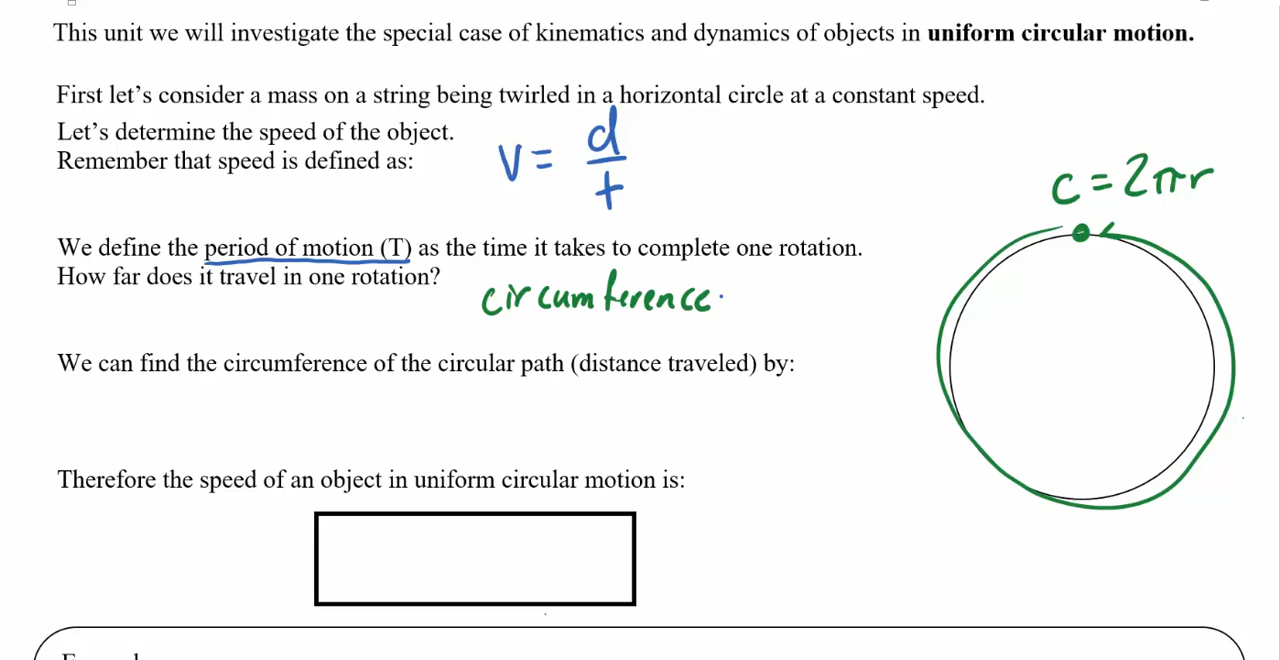 This unit we will investigate the special case of kinematics and dynamics of objects in uniform circular motion.
First let's consider a mass on a string being twirled in a horizontal circle at a constant speed.
Let's determine the speed of the object.
Remember that speed is defined as:
v = d/t
c = 2πr
We define the period of motion (T) as the time it takes to complete one rotation.
How far does it travel in one rotation?
circumference
We can find the circumference of the circular path (distance traveled) by:
Therefore the speed of an object in uniform circular motion is: